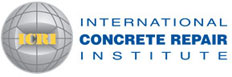 ICRI
INTERNATIONAL
CONCRETE REPAIR
INSTITUTE